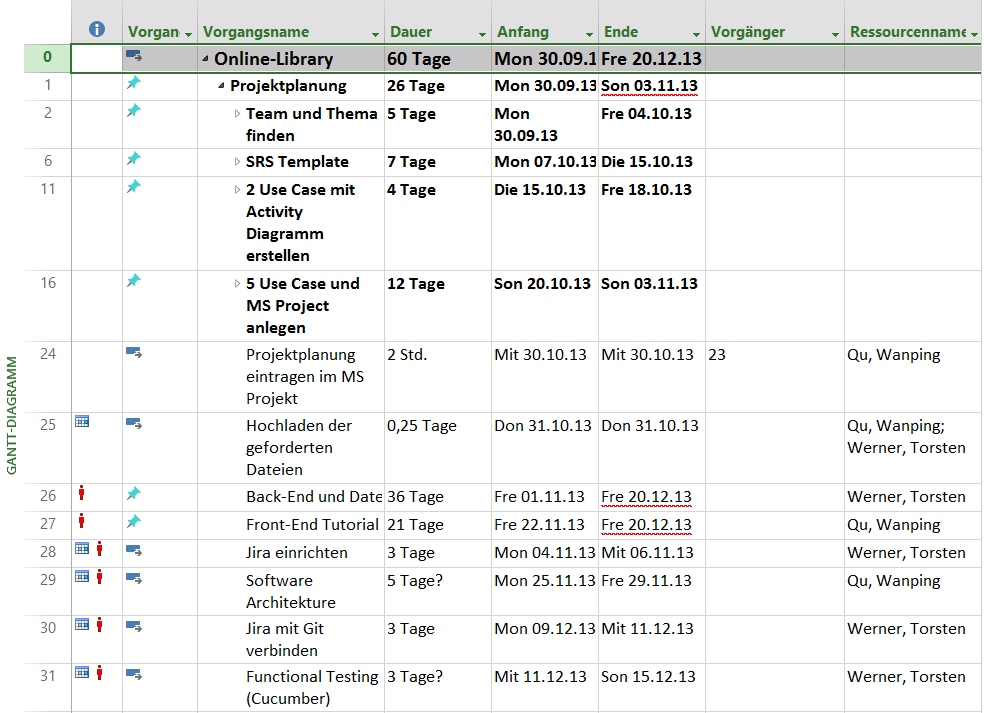 Vorgan Vorgangsname Dauer Anfang Ende Vorgänger Ressourcenname
0 Online-Library 60 Tage Mon 30.09.1 Fre 20.12.13
1 Projektplanung 26 Tage Mon 30.09.13 Son 03.11.13
2 Team und Thema 5 Tage Mon Fre 04.10.13
finden 30.09.13
6 SRS Template 7 Tage Mon 07.10.13 Die 15.10.13
11 2 Use Case mit 4 Tage Die 15.10.13 Fre 18.10.13
Activity
Diagramm
erstellen
16 5 Use Case und 12 Tage Son 20.10.13 Son 03.11.13
MS Project
anlegen
24 Projektplanung 2 Std. Mit 30.10.13 Mit 30.10.13 23 Qu, Wanping
eintragen im MS
Projekt
25 Hochladen der 0,25 Tage Don 31.10.13 Don 31.10.13 Qu, Wanping;
geforderten Werner, Torsten
Dateien
26 Back-End und Date 36 Tage Fre 01.11.13 Fre 20.12.13 Werner, Torsten
27 Front-End Tutorial 21 Tage Fre 22.11.13 Fre 20.12.13 Qu, Wanping
28 Jira einrichten 3 Tage Mon 04.11.13 Mit 06.11.13 Werner, Torsten
29 Software 5 Tage? Mon 25.11.13 Fre 29.11.13 Qu, Wanping
Architekture
30 Jira mit Git 3 Tage Mon 09.12.13 Mit 11.12.13 Werner, Torsten
verbinden
31 Functional Testing 3 Tage? Mit 11.12.13 Son 15.12.13 Werner, Torsten
(Cucumber)
GANTT-DIAGRAMM